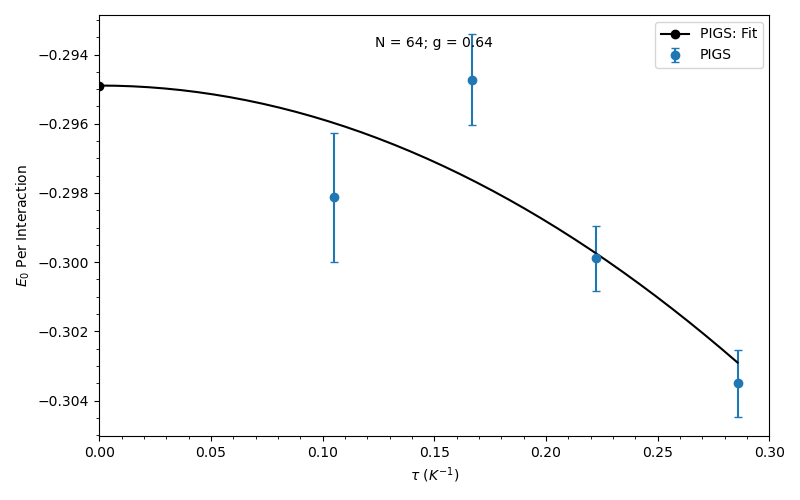 N = 64; g = 0.64
PIGS: Fit
PIGS
−0.294
−0.296
−0.298
−0.300
−0.302
−0.304
E₀ Per Interaction
0.00 0.05 0.10 0.15 0.20 0.25 0.30
τ (K⁻¹)